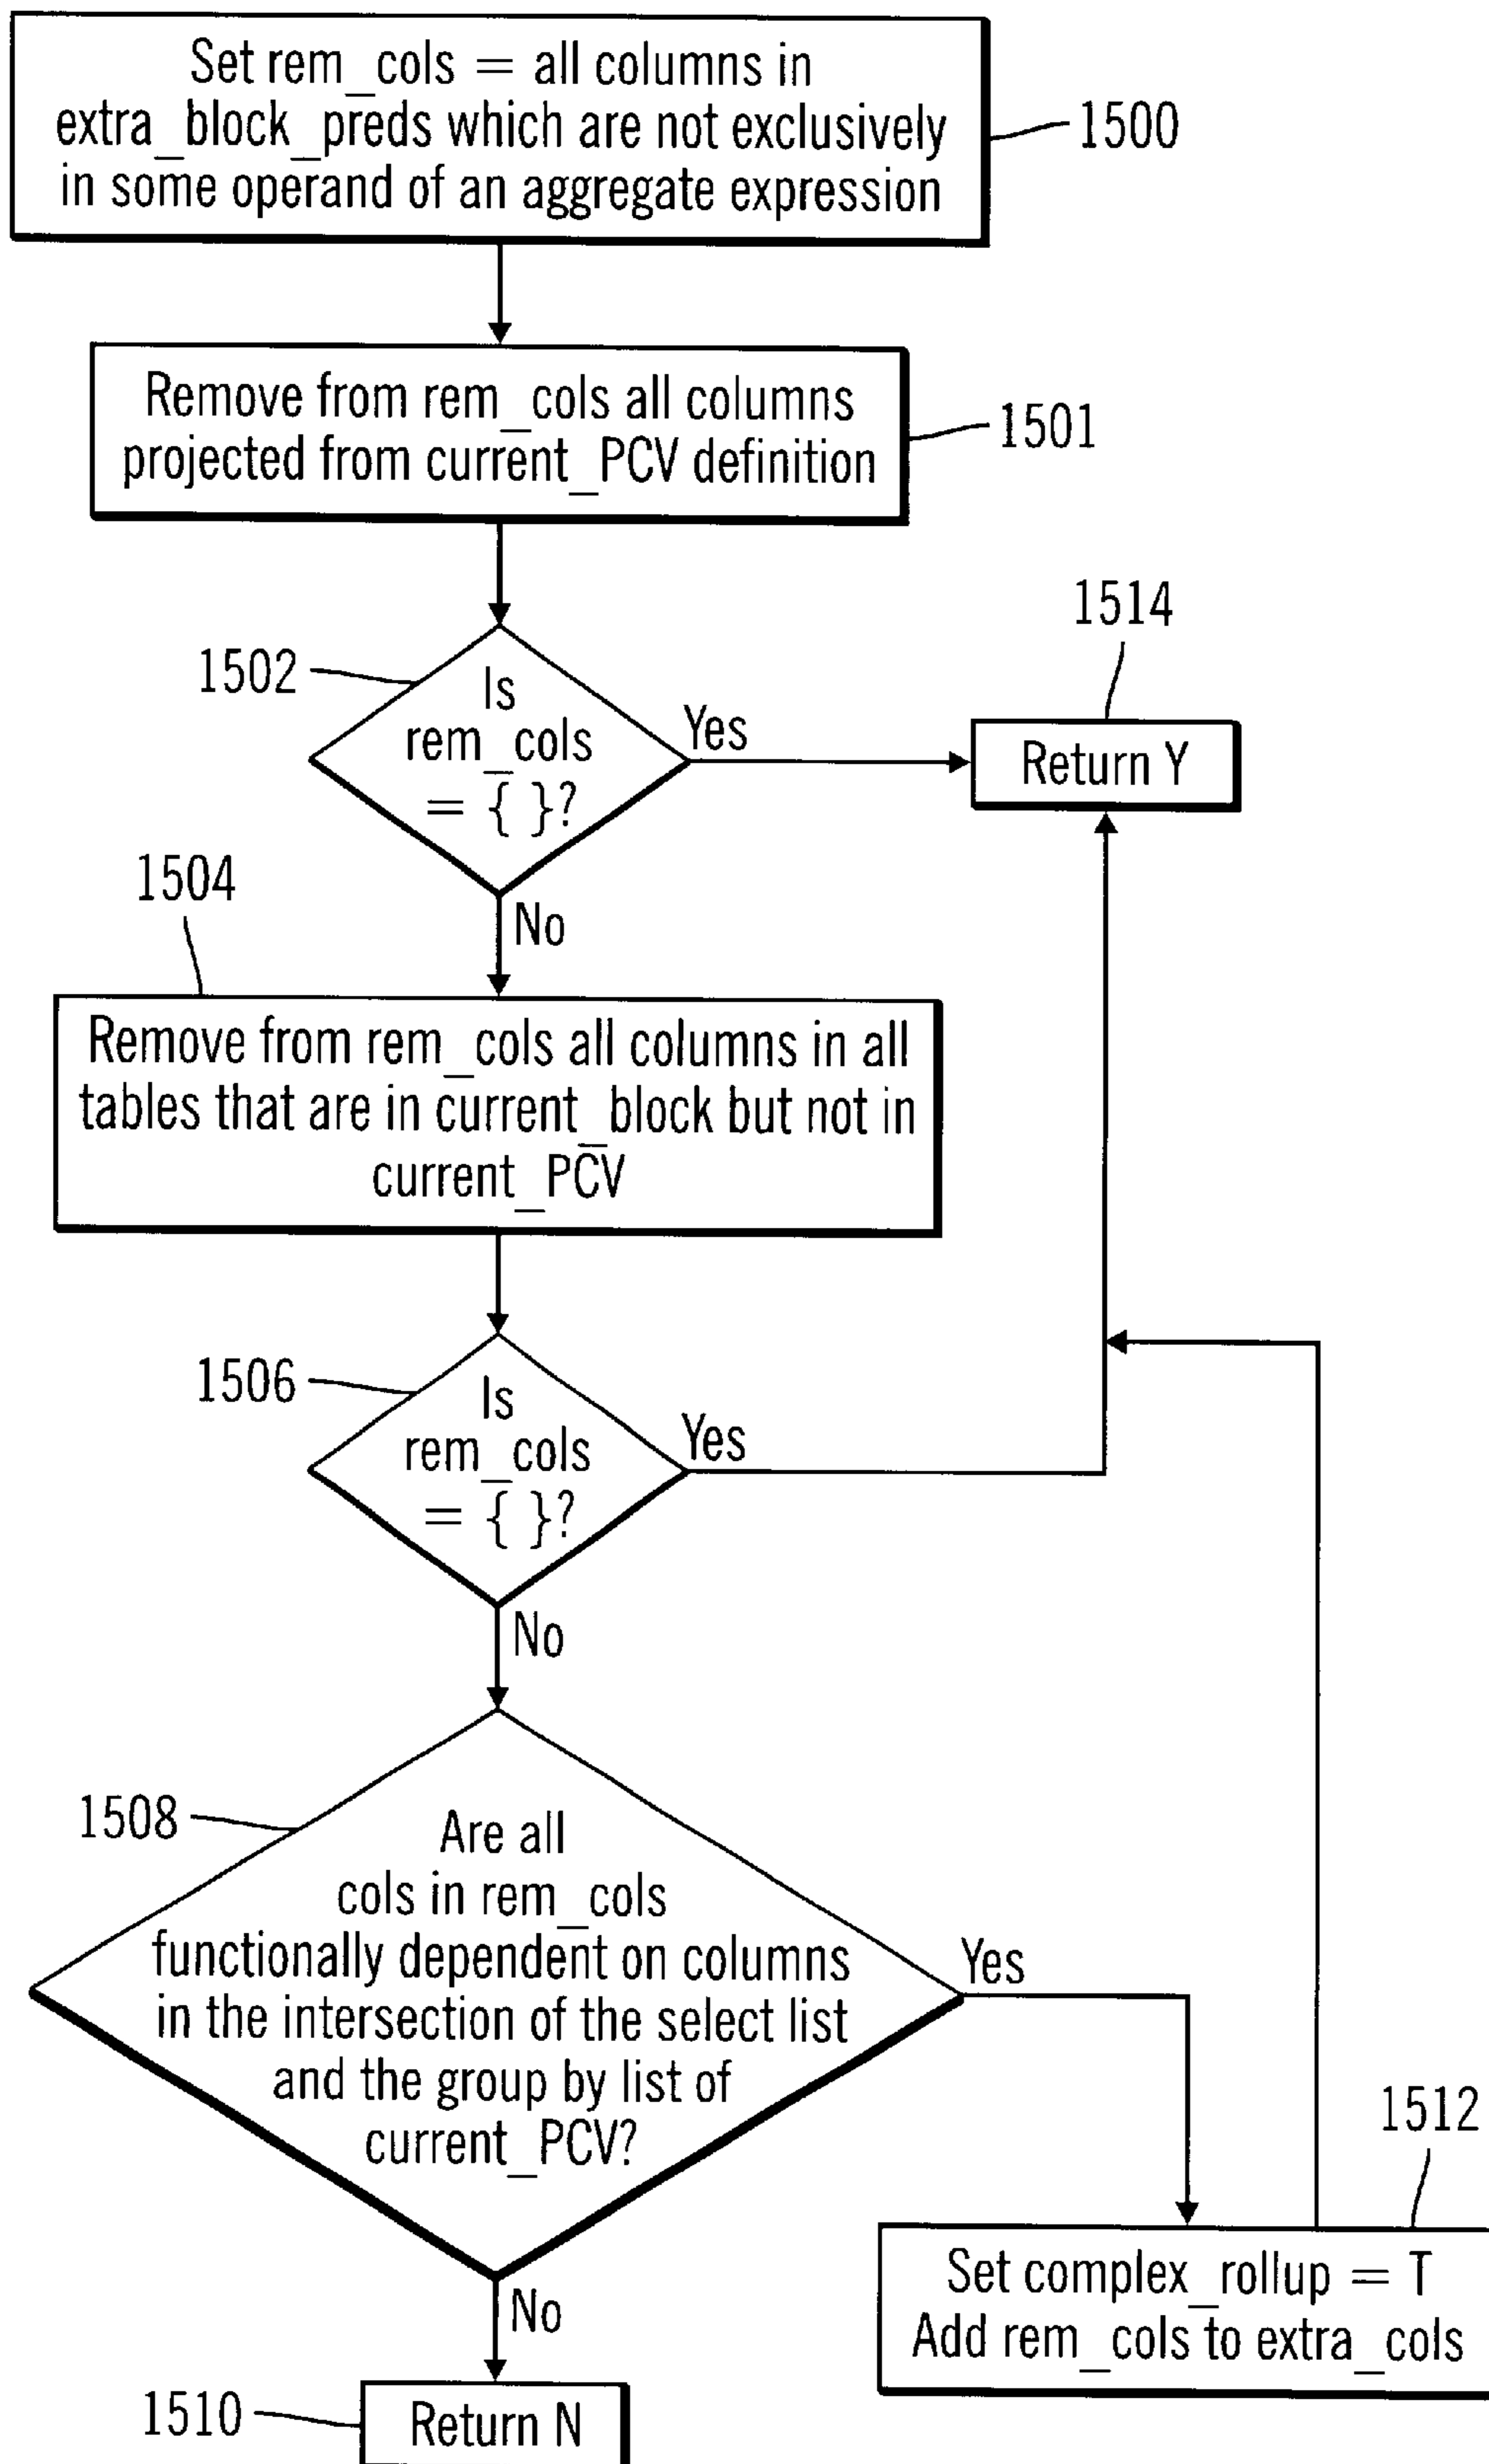 Set rem_cols = all columns in
extra_block_preds which are not exclusively
in some operand of an aggregate expression
1500
Remove from rem_cols all columns
projected from current_PCV definition
1501
1502
Is
rem_cols
= { }?
Yes
1514
Return Y
No
1504
Remove from rem_cols all columns in all
tables that are in current_block but not in
current_PCV
1506
Is
rem_cols
= { }?
Yes
No
1508
Are all
cols in rem_cols
functionally dependent on columns
in the intersection of the select list
and the group by list of
current_PCV?
Yes
1512
Set complex_rollup = T
Add rem_cols to extra_cols
No
1510
Return N